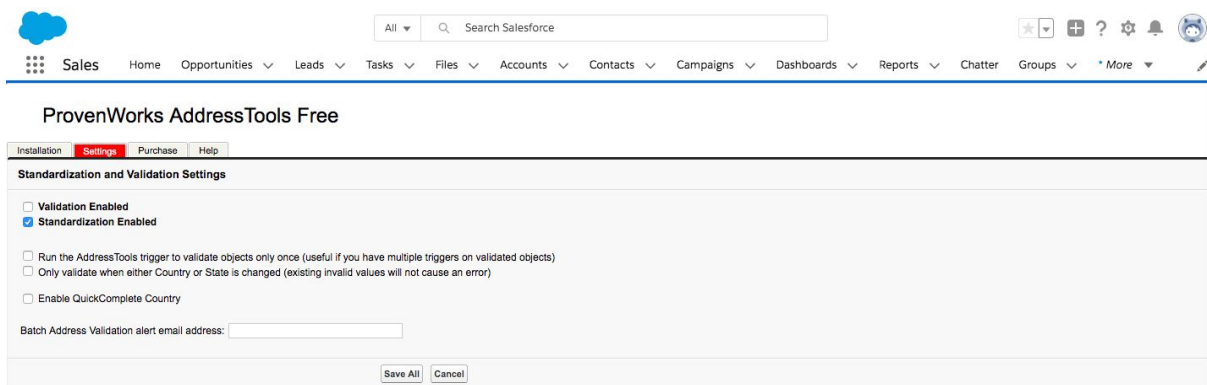 All Search Salesforce
Sales Home Opportunities Leads Tasks Files Accounts Contacts Campaigns Dashboards Reports Chatter Groups * More
ProvenWorks AddressTools Free
Installation Settings Purchase Help
Standardization and Validation Settings
Validation Enabled
Standardization Enabled
Run the AddressTools trigger to validate objects only once (useful if you have multiple triggers on validated objects)
Only validate when either Country or State is changed (existing invalid values will not cause an error)
Enable QuickComplete Country
Batch Address Validation alert email address:
Save All Cancel